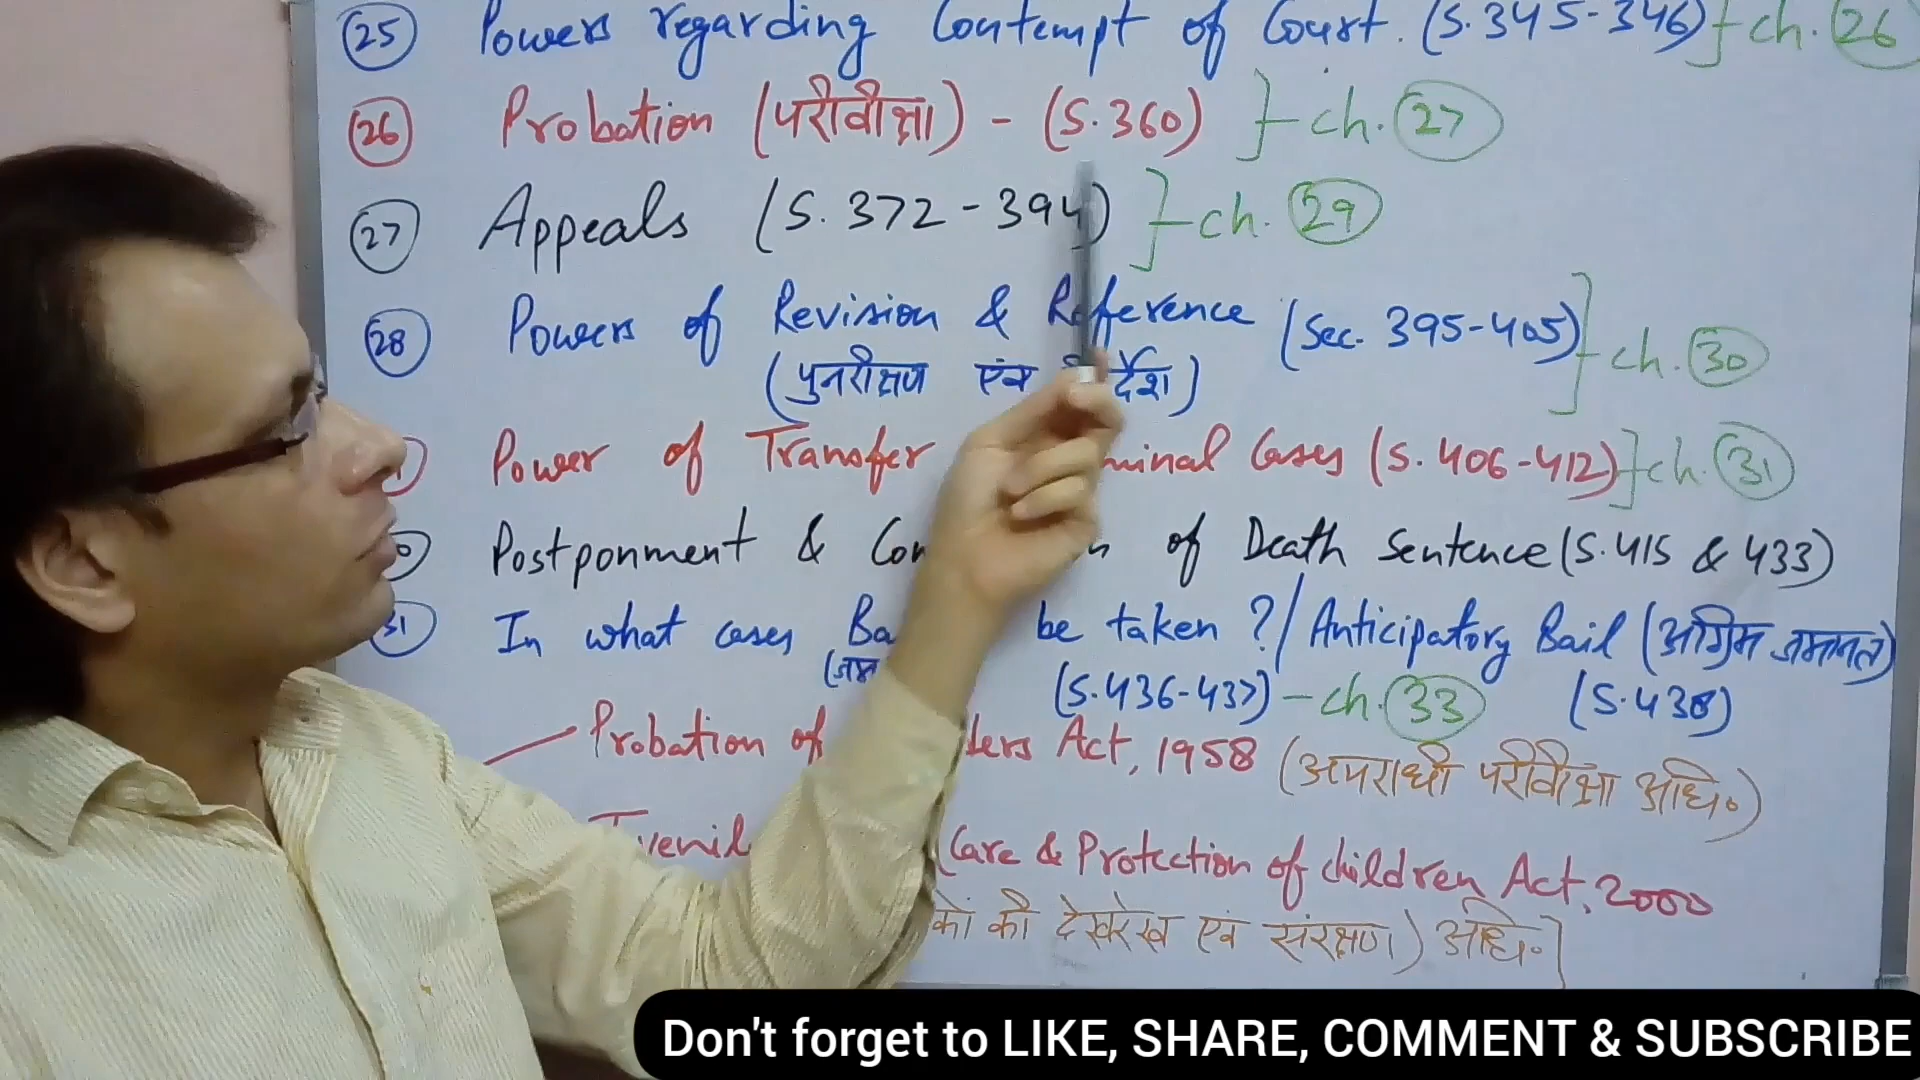 25 Powers regarding Contempt of Court. (S. 345-346) } ch. 26
26 Probation (परीवीक्षा) - (S. 360) } ch. 27
27 Appeals (S. 372-394) } ch. 29
28 Powers of Revision & Reference (Sec. 395-405) } ch. 30
(पुनरीक्षण एंव
Power of Transfer Cases (S. 406-412) } ch. 31
Postponment & of Death Sentence (S. 415 & 433)
31 In what cases be taken ? / Anticipatory Bail (अग्रिम जमानत)
(S. 436-437) - ch. 33 (S. 438)
Probation of Act, 1958 (अपराधी परीवीक्षा अधि०)
(Care & Protection of children Act, 2000
की देखरेख एवं संरक्षण) अधि०]
Don't forget to LIKE, SHARE, COMMENT & SUBSCRIBE